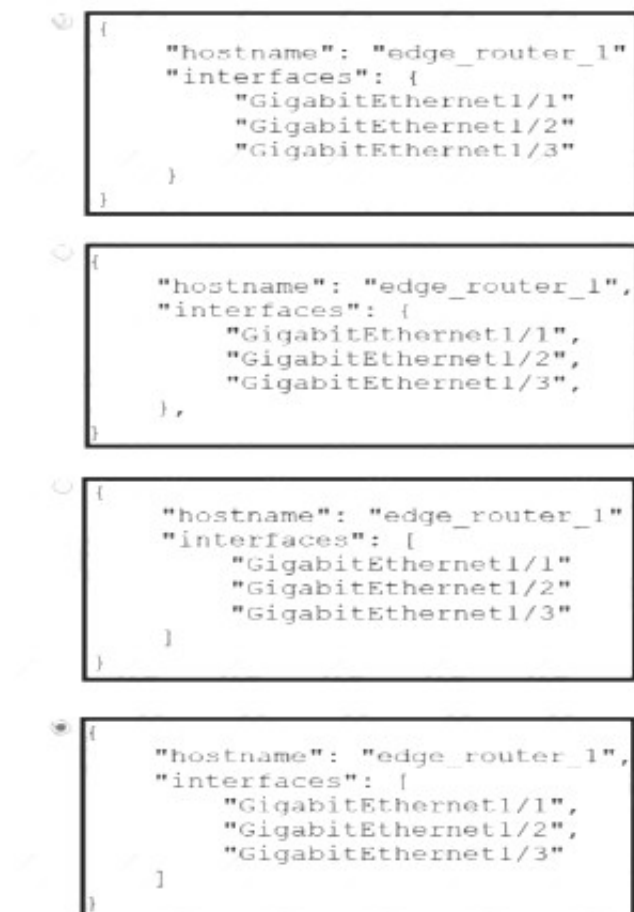 {
"hostname": "edge_router_1"
"interfaces": {
"GigabitEthernet1/1"
"GigabitEthernet1/2"
"GigabitEthernet1/3"
}
}
{
"hostname": "edge_router_1",
"interfaces": {
"GigabitEthernet1/1",
"GigabitEthernet1/2",
"GigabitEthernet1/3",
},
}
{
"hostname": "edge_router_1"
"interfaces": [
"GigabitEthernet1/1"
"GigabitEthernet1/2"
"GigabitEthernet1/3"
]
}
{
"hostname": "edge_router_1",
"interfaces": [
"GigabitEthernet1/1",
"GigabitEthernet1/2",
"GigabitEthernet1/3"
]
}